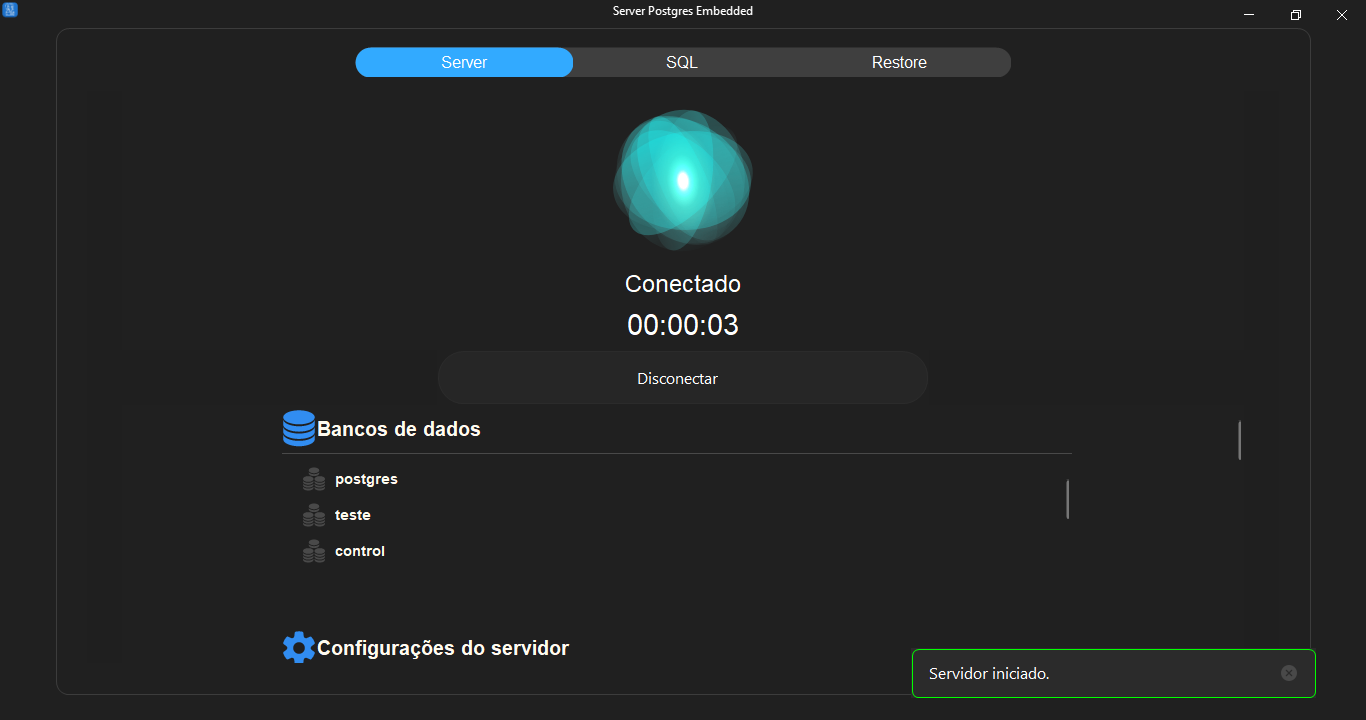 Server Postgres Embedded
Server SQL Restore
Conectado
00:00:03
Disconectar
Bancos de dados
postgres
teste
control
Configurações do servidor
Servidor iniciado.